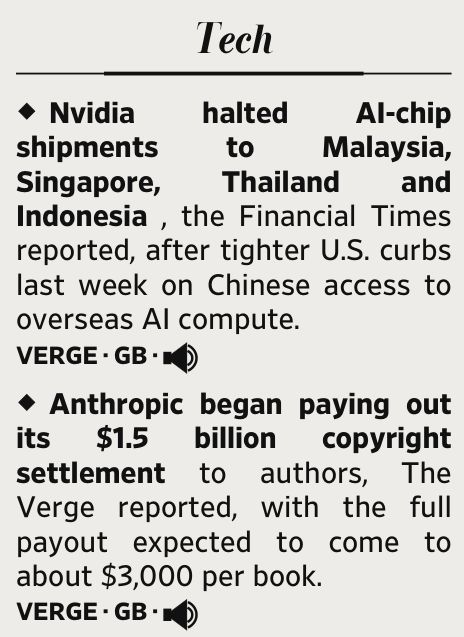 Tech
◆ Nvidia halted AI-chip
shipments to Malaysia,
Singapore, Thailand and
Indonesia , the Financial Times
reported, after tighter U.S. curbs
last week on Chinese access to
overseas AI compute.
VERGE · GB ·
◆ Anthropic began paying out
its $1.5 billion copyright
settlement to authors, The
Verge reported, with the full
payout expected to come to
about $3,000 per book.
VERGE · GB ·